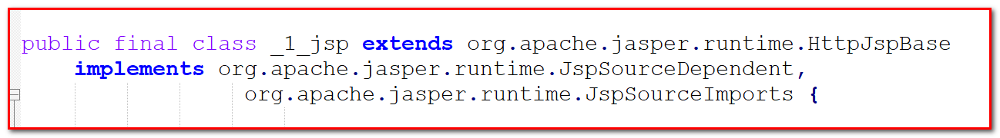 public final class _1_jsp extends org.apache.jasper.runtime.HttpJspBase
implements org.apache.jasper.runtime.JspSourceDependent,
org.apache.jasper.runtime.JspSourceImports {